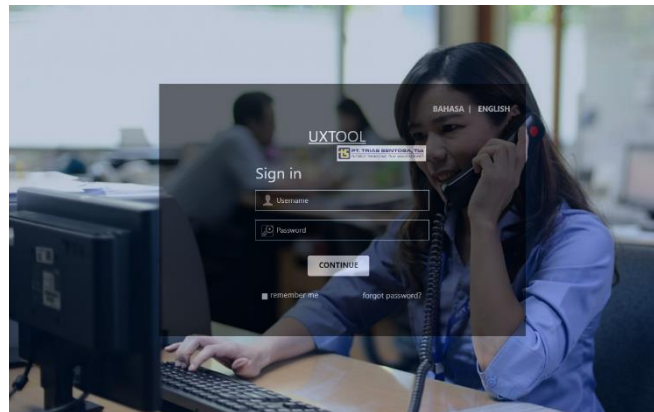 BAHASA | ENGLISH
UXTOOL
PT. TRIAS SENTOSA, Tbk
Sign in
Username
Password
CONTINUE
remember me
forgot password?